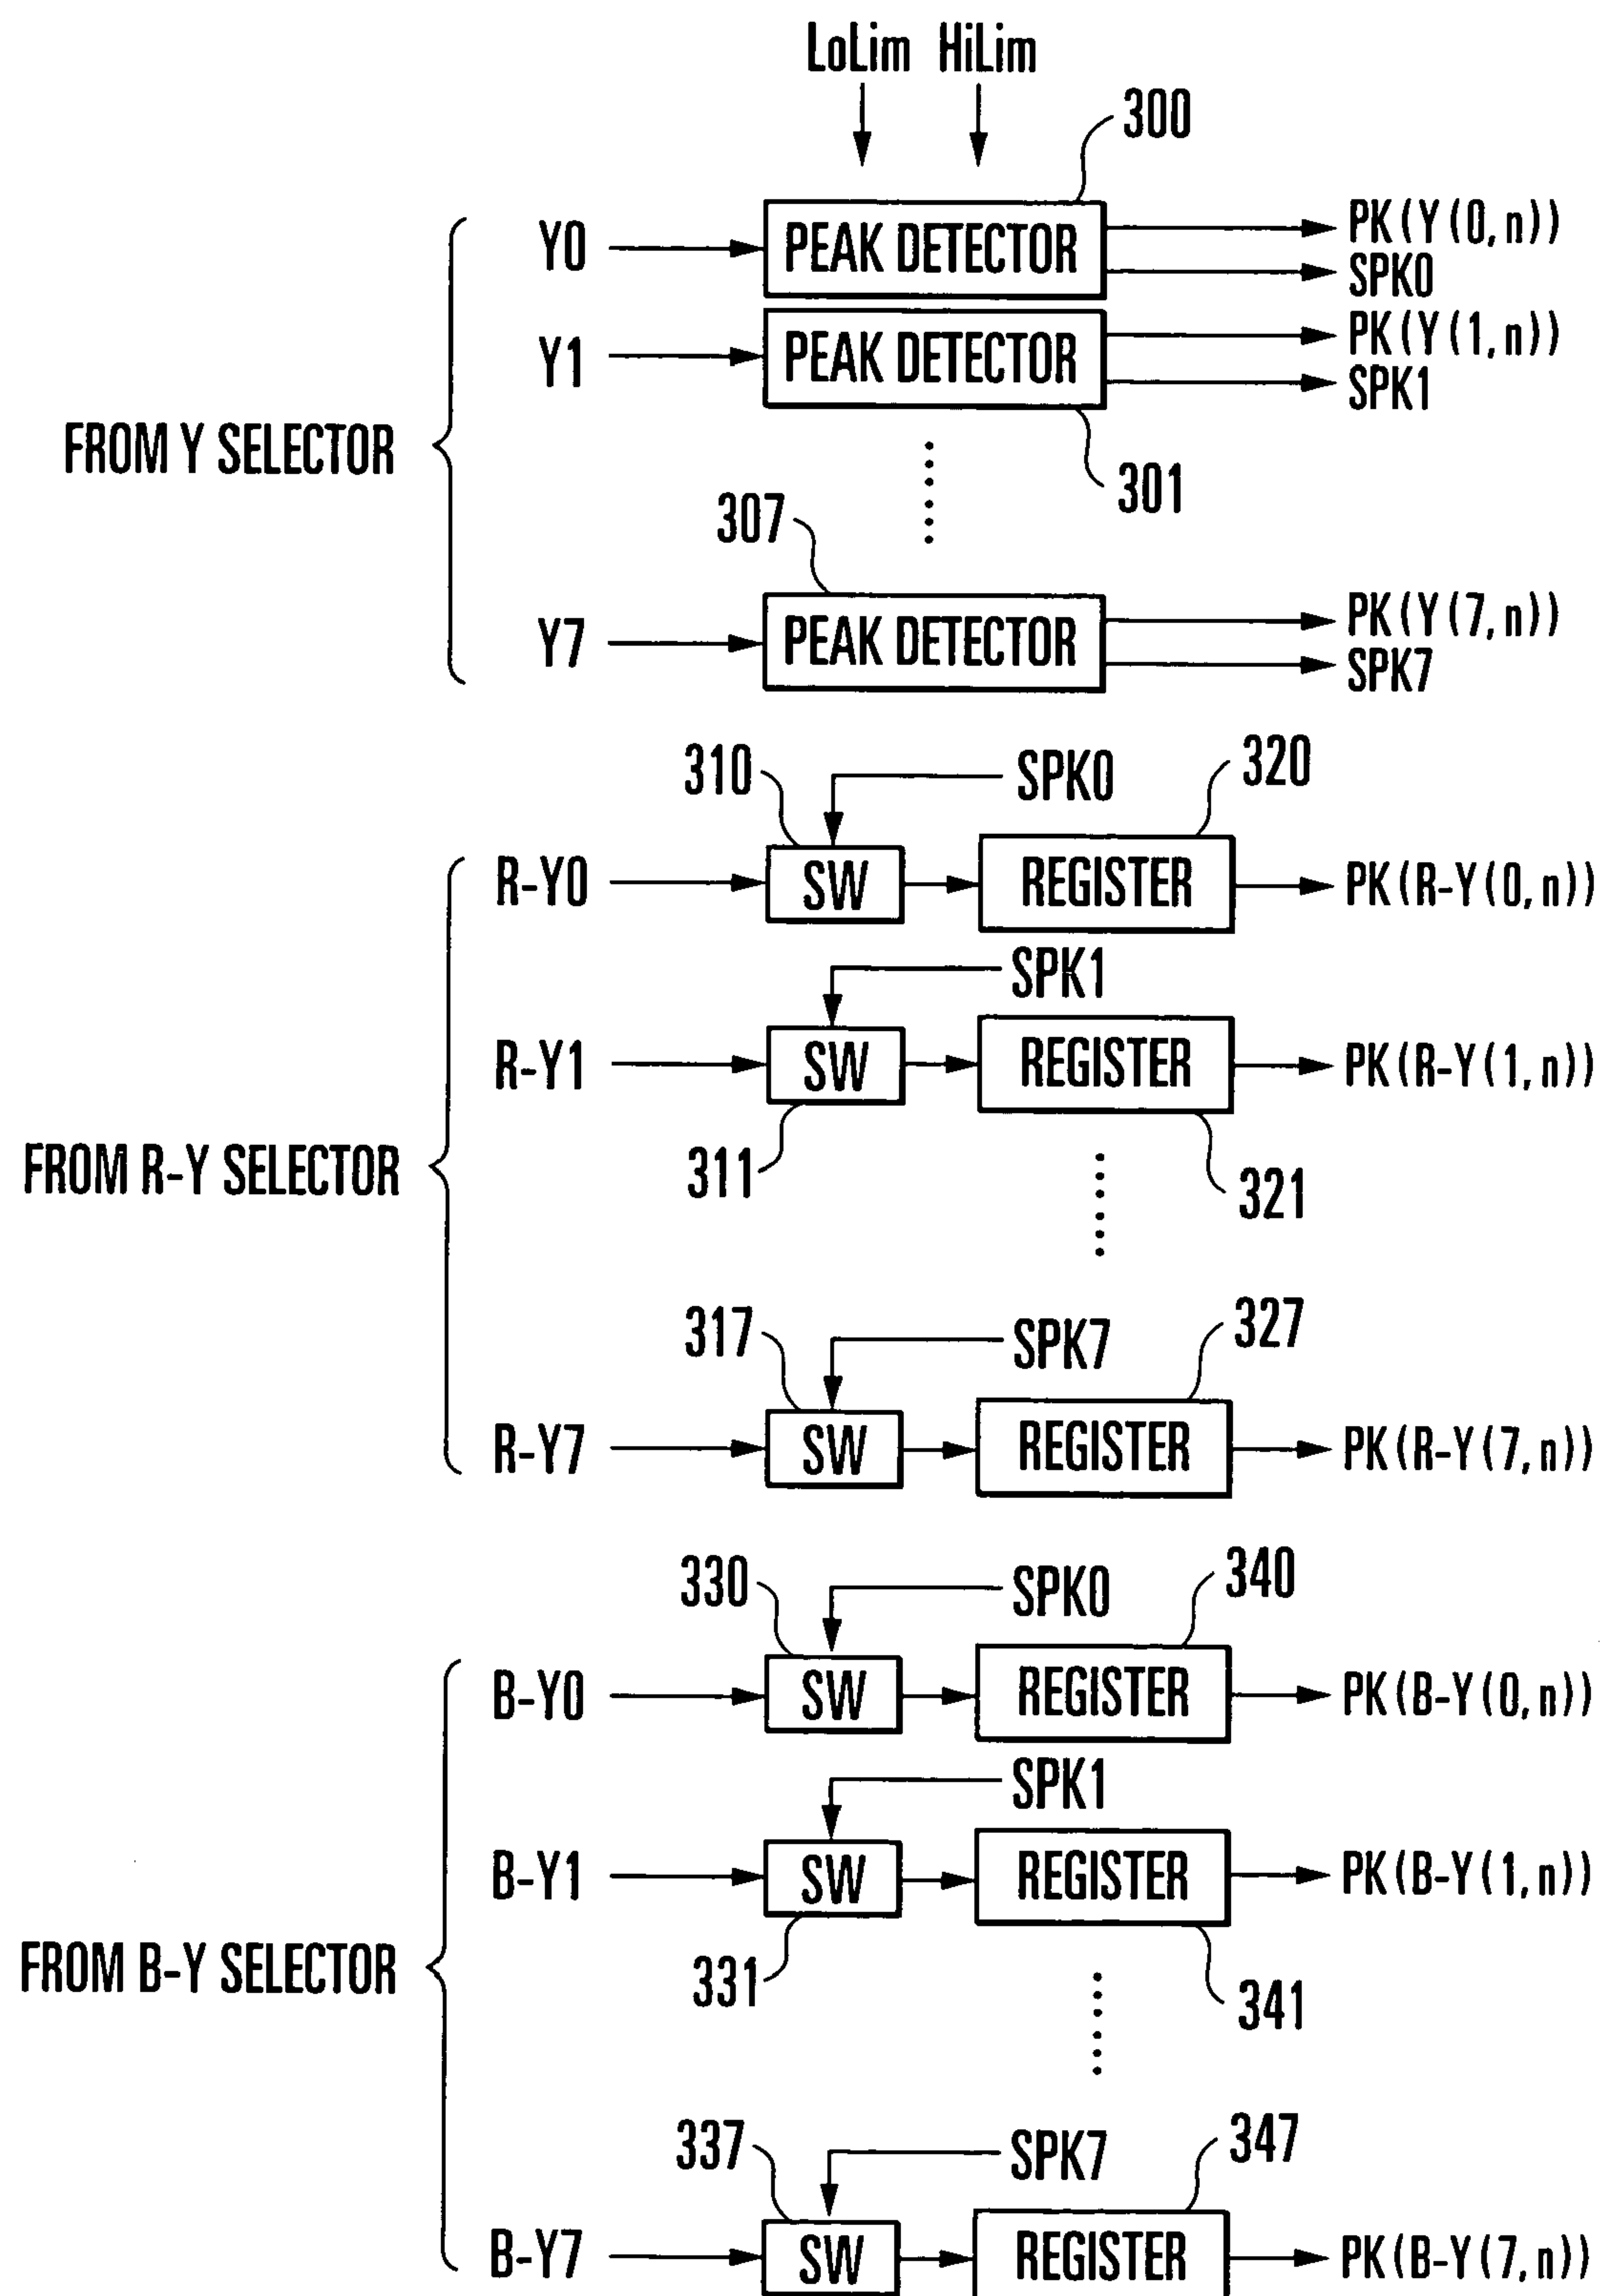 LoLim HiLim
300
Y0 PEAK DETECTOR PK(Y(0,n))
SPK0
Y1 PEAK DETECTOR PK(Y(1,n))
SPK1
FROM Y SELECTOR
301
307
Y7 PEAK DETECTOR PK(Y(7,n))
SPK7
310 SPK0 320
R-Y0 SW REGISTER PK(R-Y(0,n))
SPK1
R-Y1 SW REGISTER PK(R-Y(1,n))
FROM R-Y SELECTOR 311 321
317 SPK7 327
R-Y7 SW REGISTER PK(R-Y(7,n))
330 SPK0 340
B-Y0 SW REGISTER PK(B-Y(0,n))
SPK1
B-Y1 SW REGISTER PK(B-Y(1,n))
FROM B-Y SELECTOR 331 341
337 SPK7 347
B-Y7 SW REGISTER PK(B-Y(7,n))